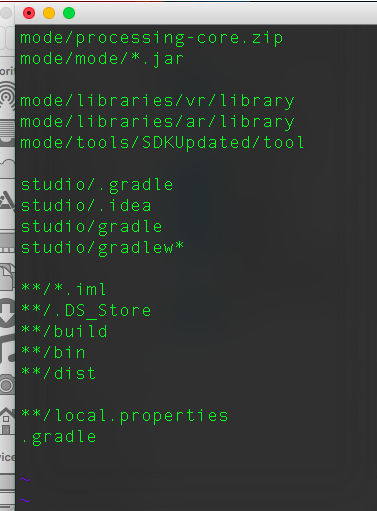 mode/processing-core.zip
mode/mode/*.jar
mode/libraries/vr/library
mode/libraries/ar/library
mode/tools/SDKUpdated/tool
studio/.gradle
studio/.idea
studio/gradle
studio/gradlew*
**/*.iml
**/.DS_Store
**/build
**/bin
**/dist
**/local.properties
.gradle
~
~